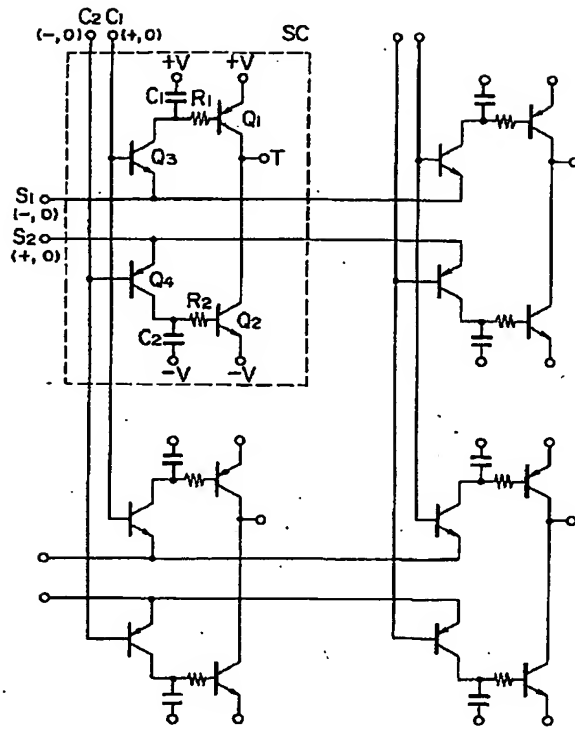 C2 C1
(-, 0) (+, 0) SC
+V +V
C1 R1 Q1
Q3 T
S1
(-, 0)
S2
(+, 0)
Q4
R2 Q2
C2
-V -V